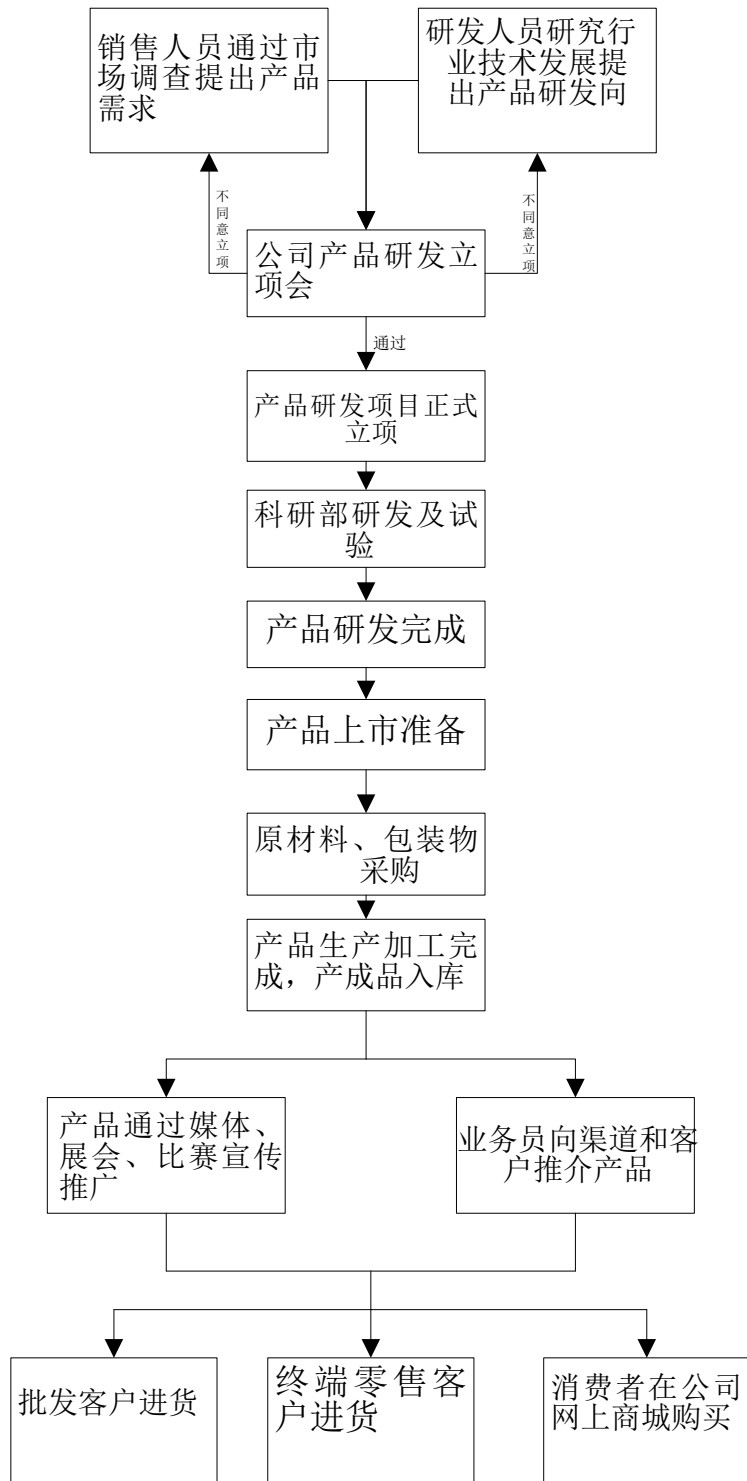 销售人员通过市
场调查提出产品
需求
研发人员研究行
业技术发展提
出产品研发向
不同意立项
不同意立项
公司产品研发立
项会
通过
产品研发项目正式
立项
科研部研发及试
验
产品研发完成
产品上市准备
原材料、包装物
采购
产品生产加工完
成，产成品入库
产品通过媒体、
展会、比赛宣传
推广
业务员向渠道和客
户推介产品
批发客户进货
终端零售客
户进货
消费者在公司
网上商城购买